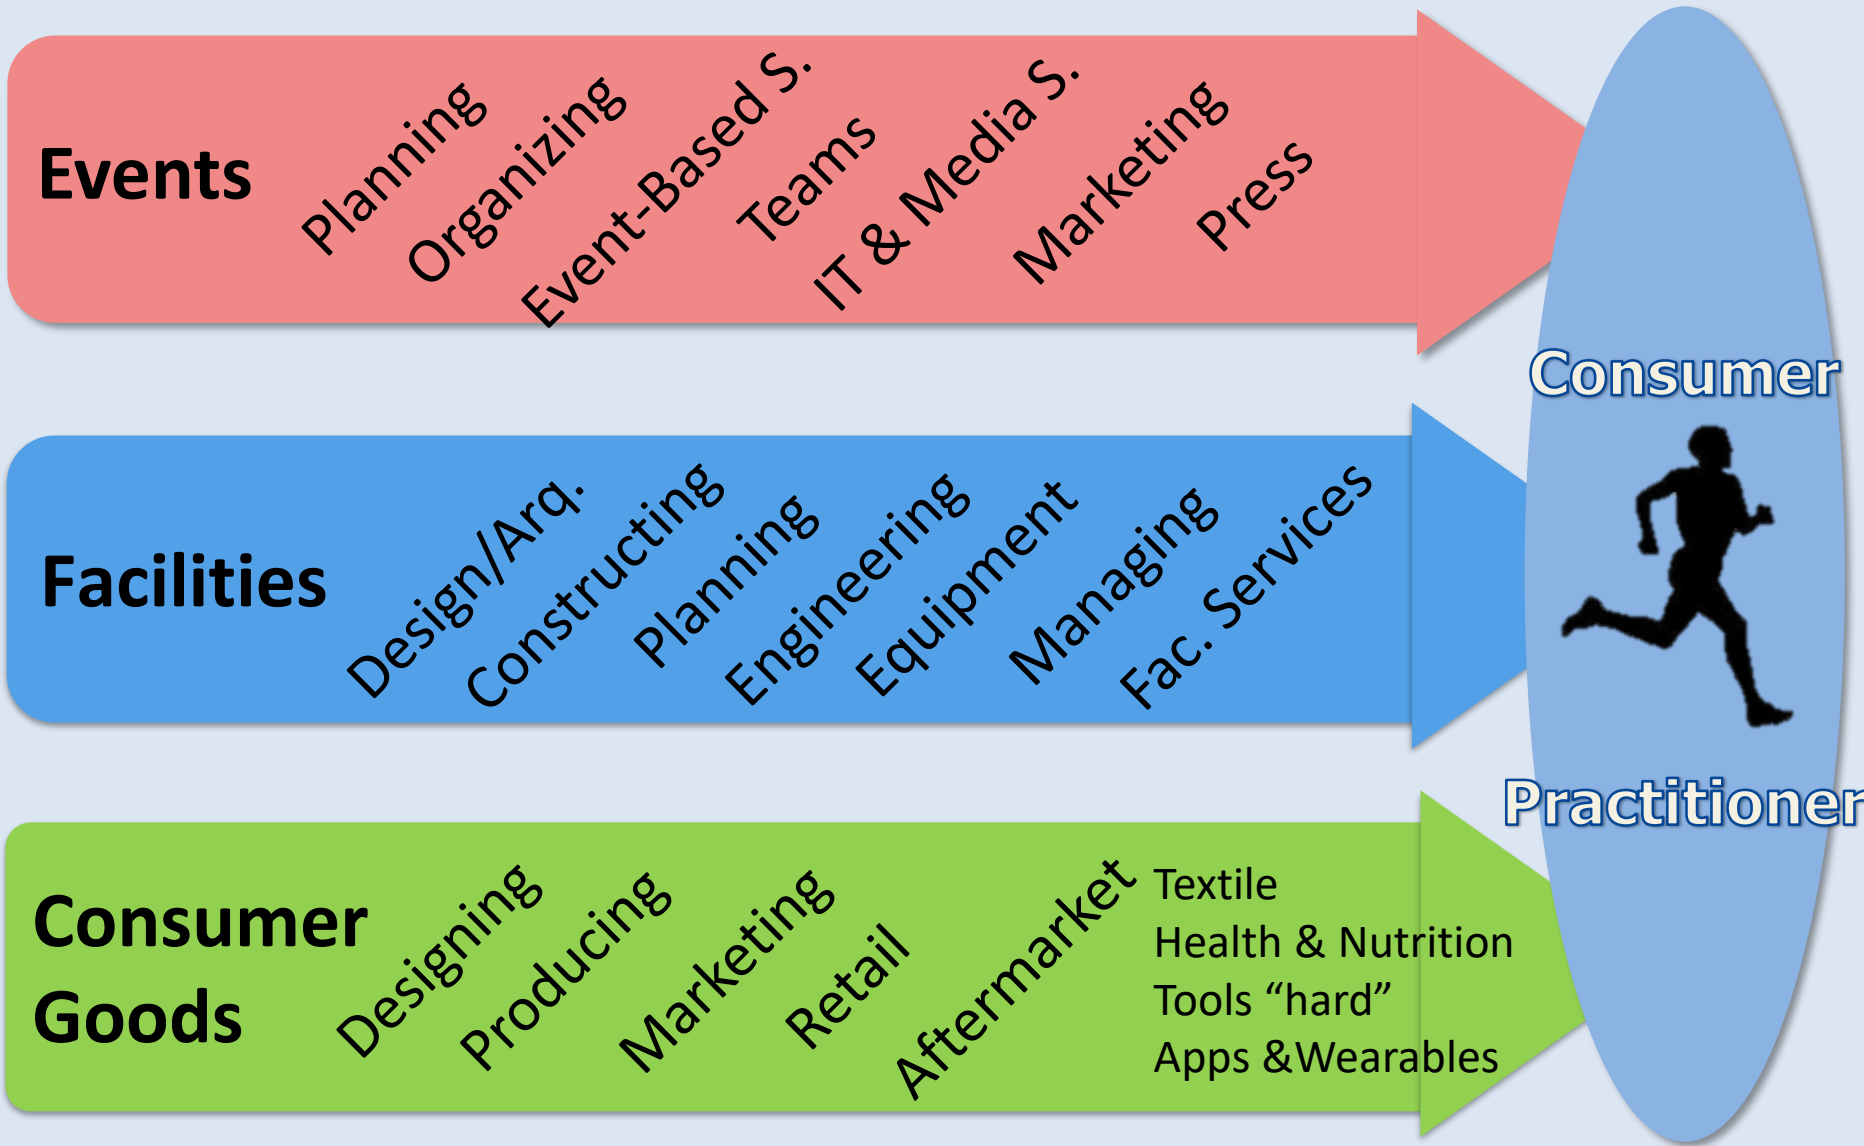 Events
Planning
Organizing
Event-Based S.
Teams
IT & Media S.
Marketing
Press
Consumer
Facilities
Design/Arq.
Constructing
Planning
Engineering
Equipment
Managing
Fac. Services
Practitioner
Consumer
Goods
Designing
Producing
Marketing
Retail
Aftermarket
Textile
Health & Nutrition
Tools “hard”
Apps &Wearables